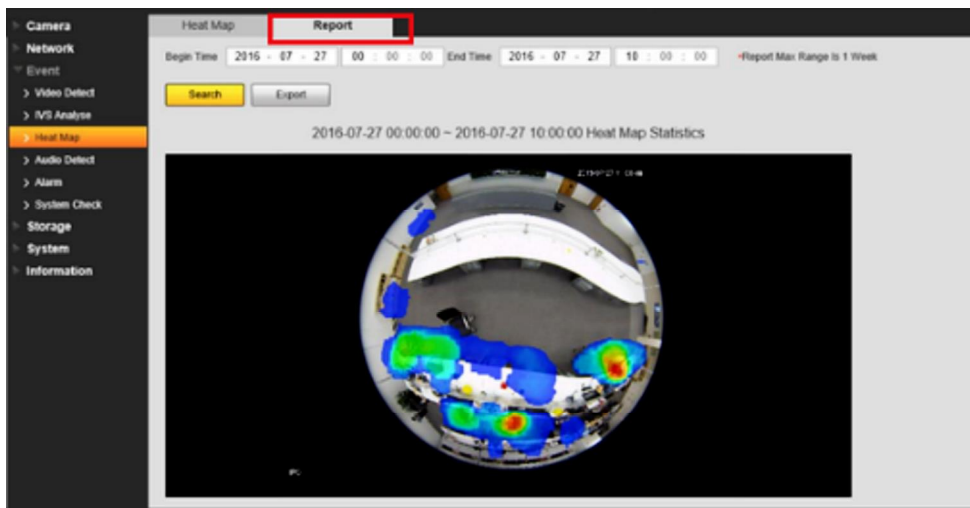 Camera
Network
Event
Video Detect
IVS Analyse
Heat Map
Audio Detect
Alarm
System Check
Storage
System
Information
Heat Map Report
Begin Time 2016 - 07 - 27 00 : 00 : 00 End Time 2016 - 07 - 27 10 : 00 : 00 *Report Max Range Is 1 Week
Search Export
2016-07-27 00:00:00 ~ 2016-07-27 10:00:00 Heat Map Statistics
IPC